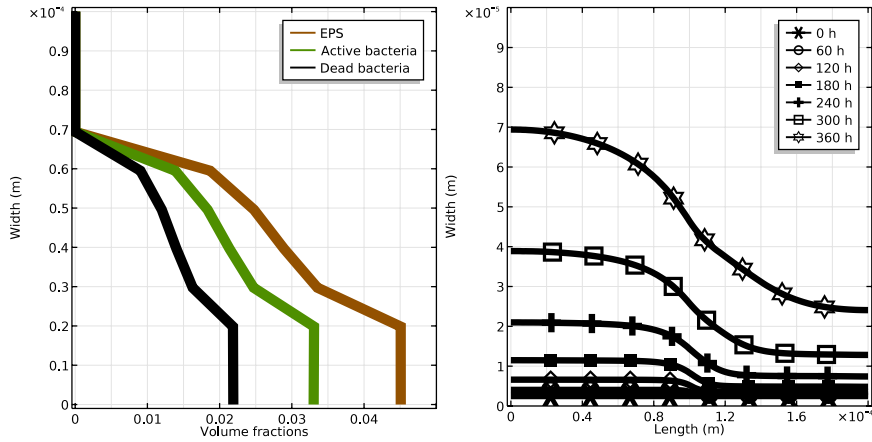 ×10⁻⁴
0.9
0.8
0.7
0.6
0.5
0.4
0.3
0.2
0.1
0
Width (m)
0
0.01
0.02
0.03
0.04
Volume fractions
EPS
Active bacteria
Dead bacteria
×10⁻⁵
9
8
7
6
5
4
3
2
1
0
Width (m)
0
0.4
0.8
1.2
1.6
×10⁻⁴
Length (m)
0 h
60 h
120 h
180 h
240 h
300 h
360 h